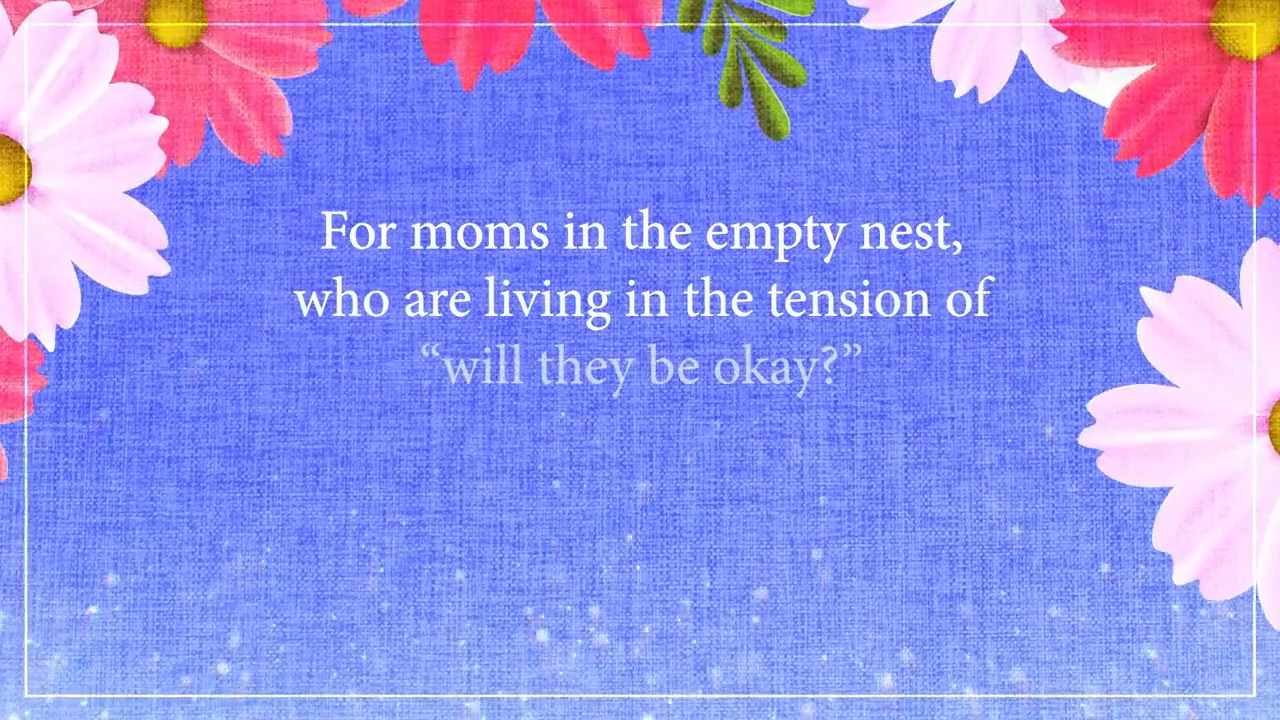 For moms in the empty nest,
who are living in the tension of
“will they be okay?”